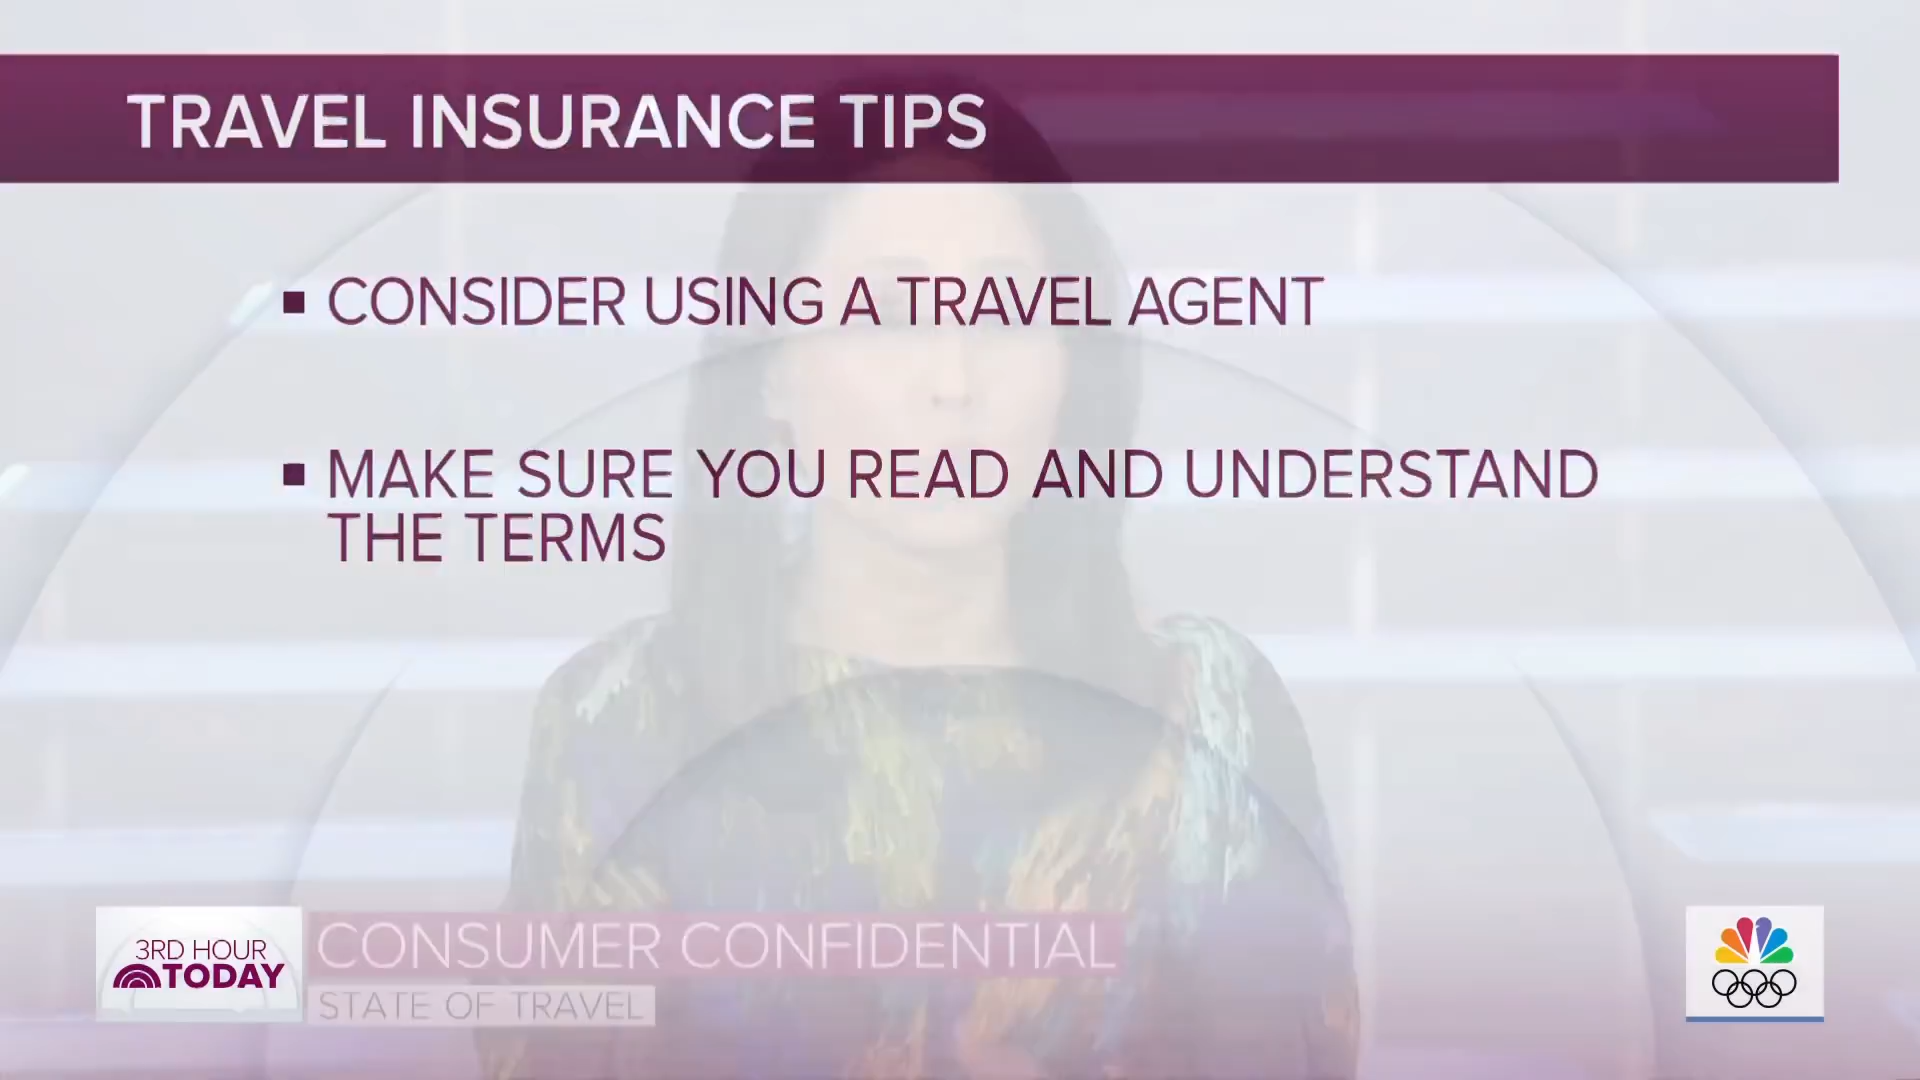 TRAVEL INSURANCE TIPS
▪ CONSIDER USING A TRAVEL AGENT
▪ MAKE SURE YOU READ AND UNDERSTAND
THE TERMS
3RD HOUR
TODAY
CONSUMER CONFIDENTIAL
STATE OF TRAVEL